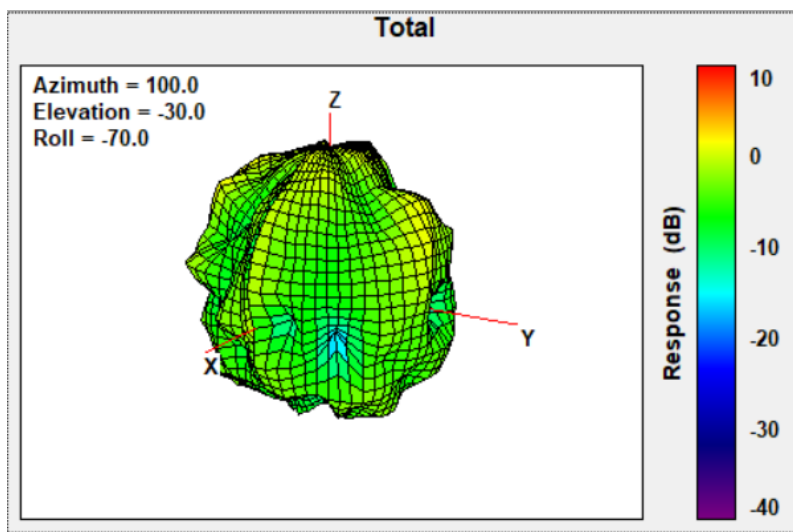 Total
Azimuth = 100.0
Elevation = -30.0
Roll = -70.0
Z
X
Y
10
0
-10
-20
-30
-40
Response (dB)